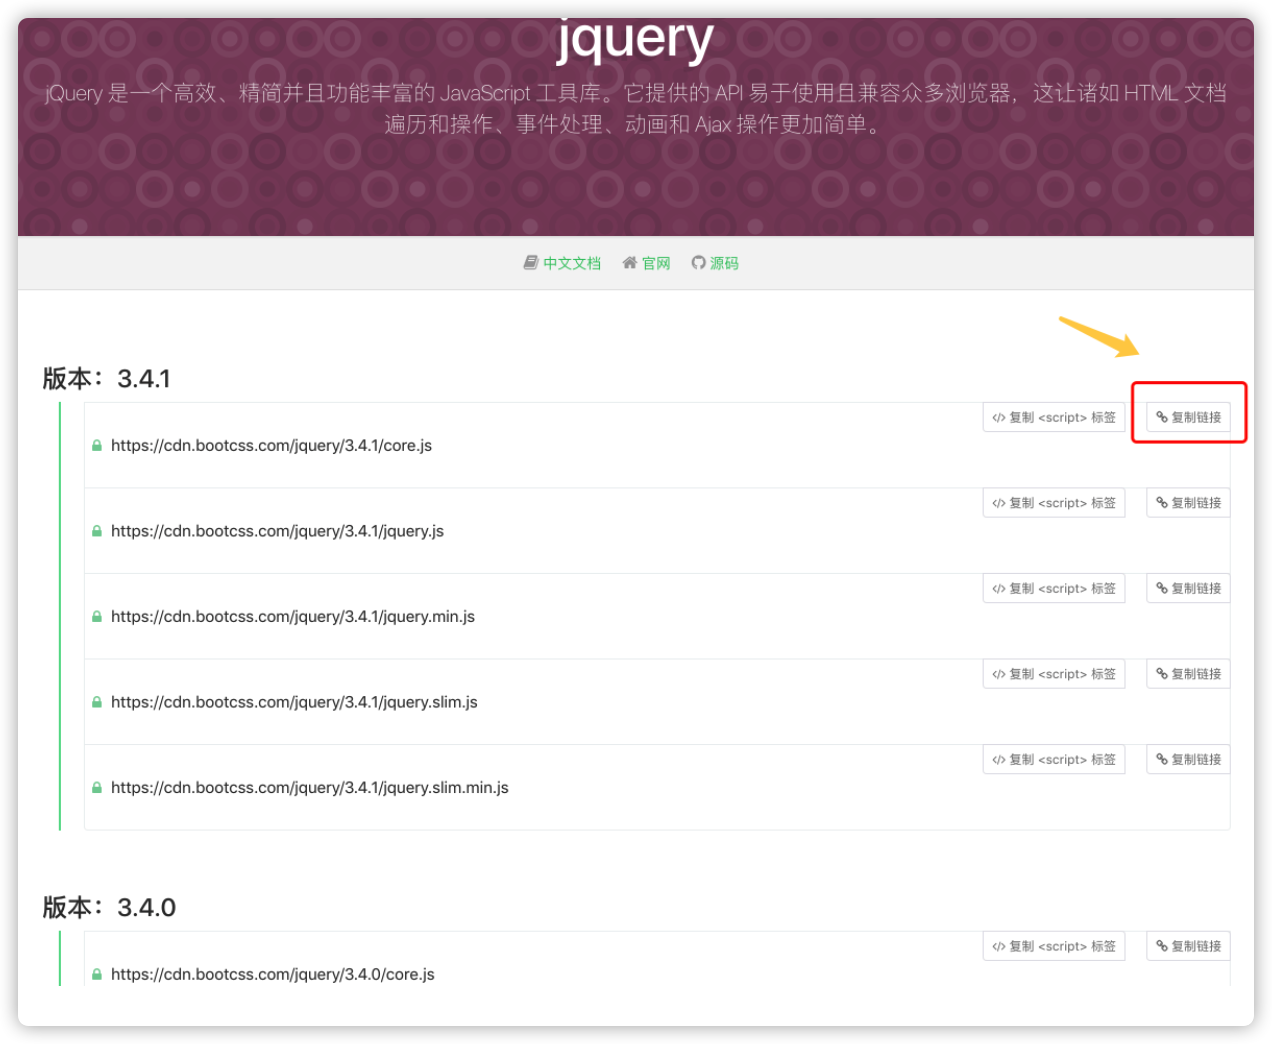 jquery
jQuery 是一个高效、精简并且功能丰富的 JavaScript 工具库。它提供的 API 易于使用且兼容众多浏览器，这让诸如 HTML 文档
遍历和操作、事件处理、动画和 Ajax 操作更加简单。
中文文档 官网 源码
版本：3.4.1
</> 复制 <script> 标签 复制链接
https://cdn.bootcss.com/jquery/3.4.1/core.js
</> 复制 <script> 标签 复制链接
https://cdn.bootcss.com/jquery/3.4.1/jquery.js
</> 复制 <script> 标签 复制链接
https://cdn.bootcss.com/jquery/3.4.1/jquery.min.js
</> 复制 <script> 标签 复制链接
https://cdn.bootcss.com/jquery/3.4.1/jquery.slim.js
</> 复制 <script> 标签 复制链接
https://cdn.bootcss.com/jquery/3.4.1/jquery.slim.min.js
版本：3.4.0
</> 复制 <script> 标签 复制链接
https://cdn.bootcss.com/jquery/3.4.0/core.js